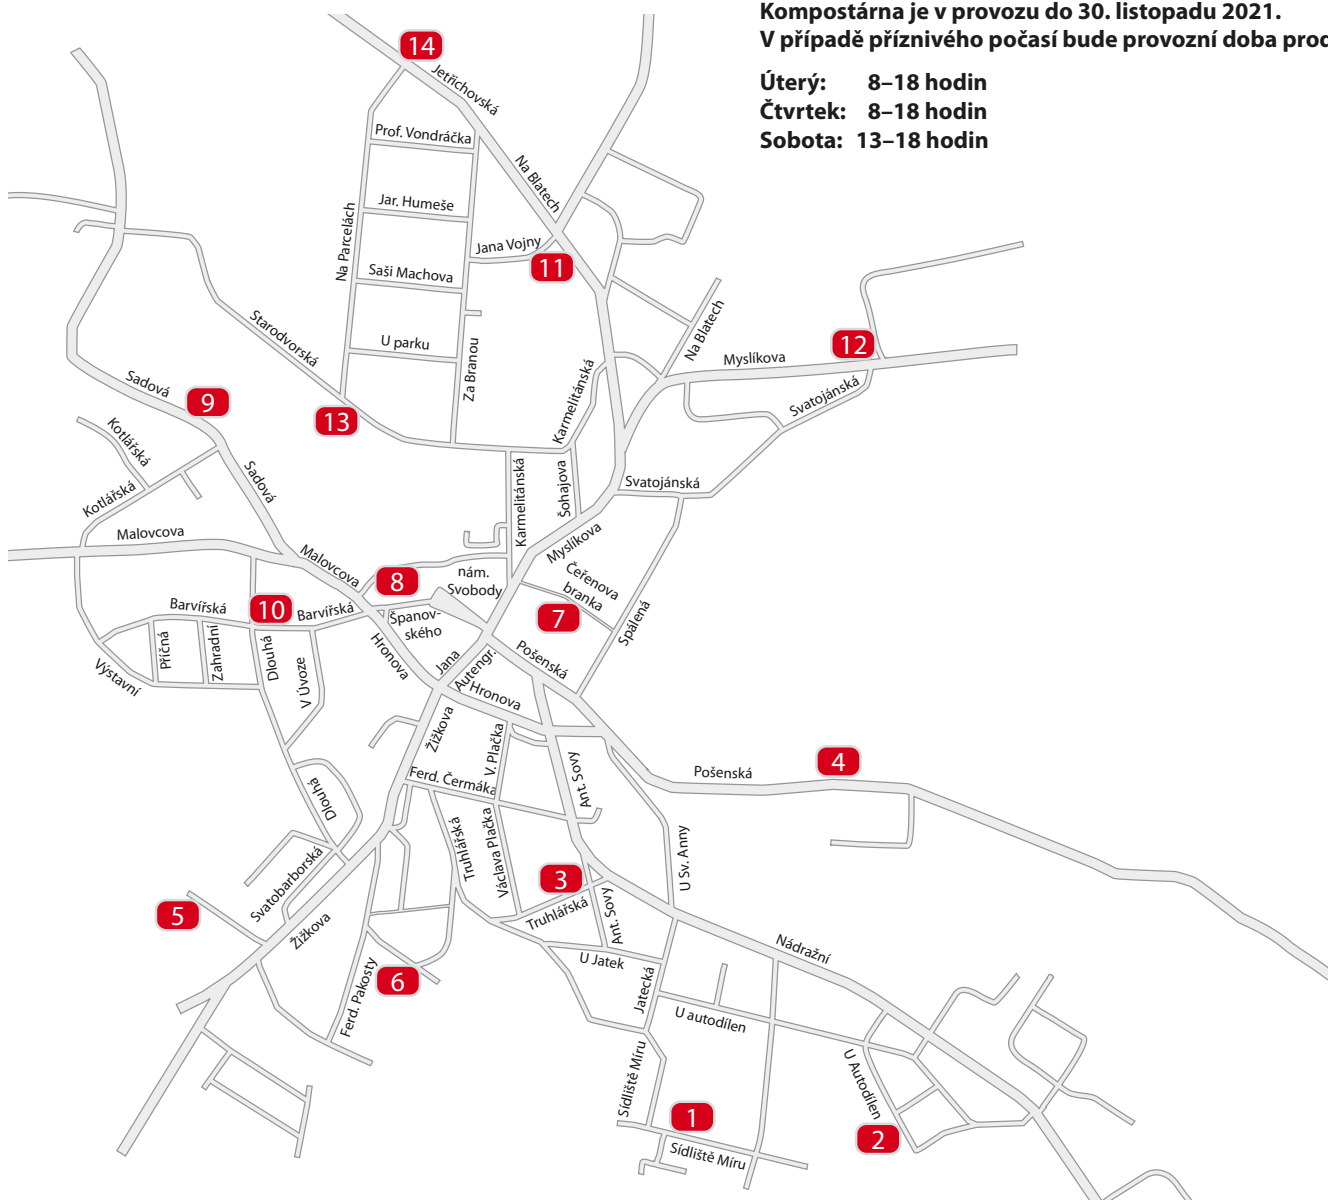 Kompostárna je v provozu do 30. listopadu 2021.
V případě příznivého počasí bude provozní doba
Úterý: 8–18 hodin
Čtvrtek: 8–18 hodin
Sobota: 13–18 hodin
14
Jetřichovská
Prof. Vondráčka
Na Blatech
Jar. Humeše
Na Parcelách
Jana Vojny
11
Saši Machova
Starodvorská
U parku
Za Branou
Na Blatech
Myslíkova
12
Sadová
9
13
Karmelitánská
Svatojánská
Kotlářská
Sadová
Kotlářská
Karmelitánská
Šohajova
Svatojánská
Malovcova
Malovcova
Myslíkova
8
nám.
Svobody
Čeřenova
branka
Barvířská
10
Barvířská
Španov-
ského
7
Spálená
Příčná
Zahradní
Dlouhá
V Úvoze
Hronova
Jana
Autengr.
Pošenská
Výstavní
Hronova
Žižkova
V. Plačka
Ferd. Čermáka
Ant. Sovy
Pošenská
4
Dlouhá
Truhlářská
Václava Plačka
U Sv. Anny
Svatobarborská
3
5
Žižkova
Truhlářská
Ant. Sovy
Nádražní
U Jatek
6
Ferd. Pakosty
Jatecká
U autodílen
Sídliště Míru
U Autodílen
1
2
Sídliště Míru